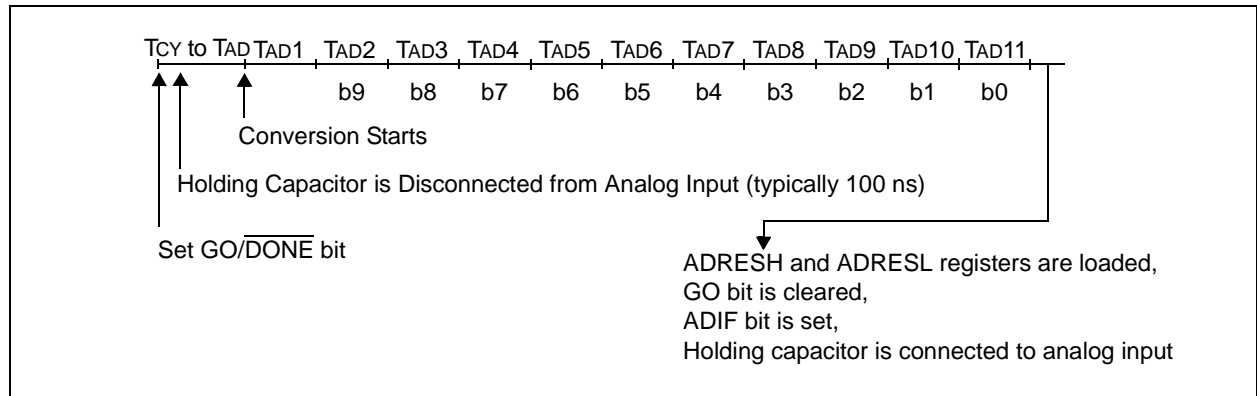 TCY to TAD TAD1 TAD2 TAD3 TAD4 TAD5 TAD6 TAD7 TAD8 TAD9 TAD10 TAD11
b9 b8 b7 b6 b5 b4 b3 b2 b1 b0
Conversion Starts
Holding Capacitor is Disconnected from Analog Input (typically 100 ns)
Set GO/DONE bit
ADRESH and ADRESL registers are loaded,
GO bit is cleared,
ADIF bit is set,
Holding capacitor is connected to analog input